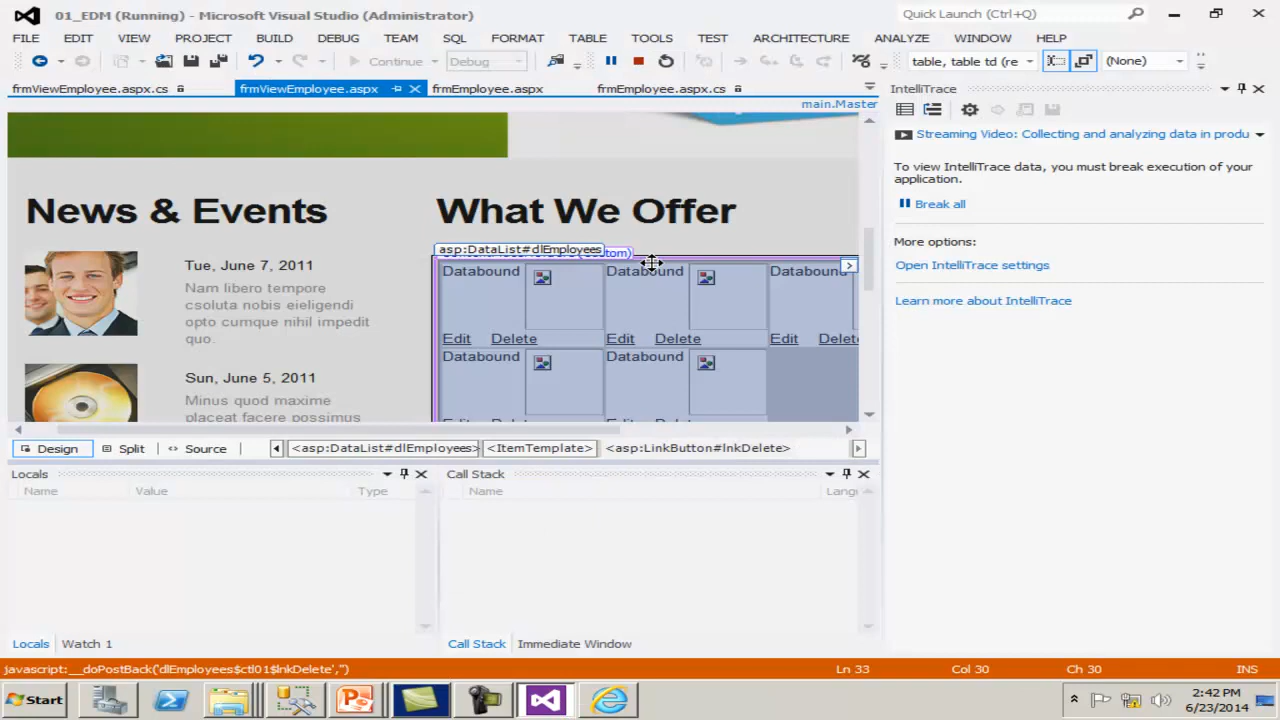 01_EDM (Running) - Microsoft Visual Studio (Administrator)
Quick Launch (Ctrl+Q)
FILE EDIT VIEW PROJECT BUILD DEBUG TEAM SQL FORMAT TABLE TOOLS TEST ARCHITECTURE ANALYZE WINDOW HELP
Continue Debug table, table td (re (None)
frmViewEmployee.aspx.cs frmViewEmployee.aspx frmEmployee.aspx frmEmployee.aspx.cs
main.Master
IntelliTrace
Streaming Video: Collecting and analyzing data in produ
To view IntelliTrace data, you must break execution of your
application.
Break all
More options:
Open IntelliTrace settings
Learn more about IntelliTrace
News & Events
Tue, June 7, 2011
Nam libero tempore
csoluta nobis eieligendi
optio cumque nihil impedit
quo.
Sun, June 5, 2011
Minus quod maxime
placeat facere possimus
What We Offer
asp:DataList#dlEmployees
Databound Databound Databound
Edit Delete Edit Delete Edit Delete
Databound Databound
Design Split Source <asp:DataList#dlEmployees> <ItemTemplate> <asp:LinkButton#lnkDelete>
Locals
Name Value Type
Call Stack
Name Lang
Locals Watch 1
Call Stack Immediate Window
javascript:__doPostBack('dlEmployees$ctl01$lnkDelete','') Ln 33 Col 30 Ch 30 INS
Start
2:42 PM
6/23/2014